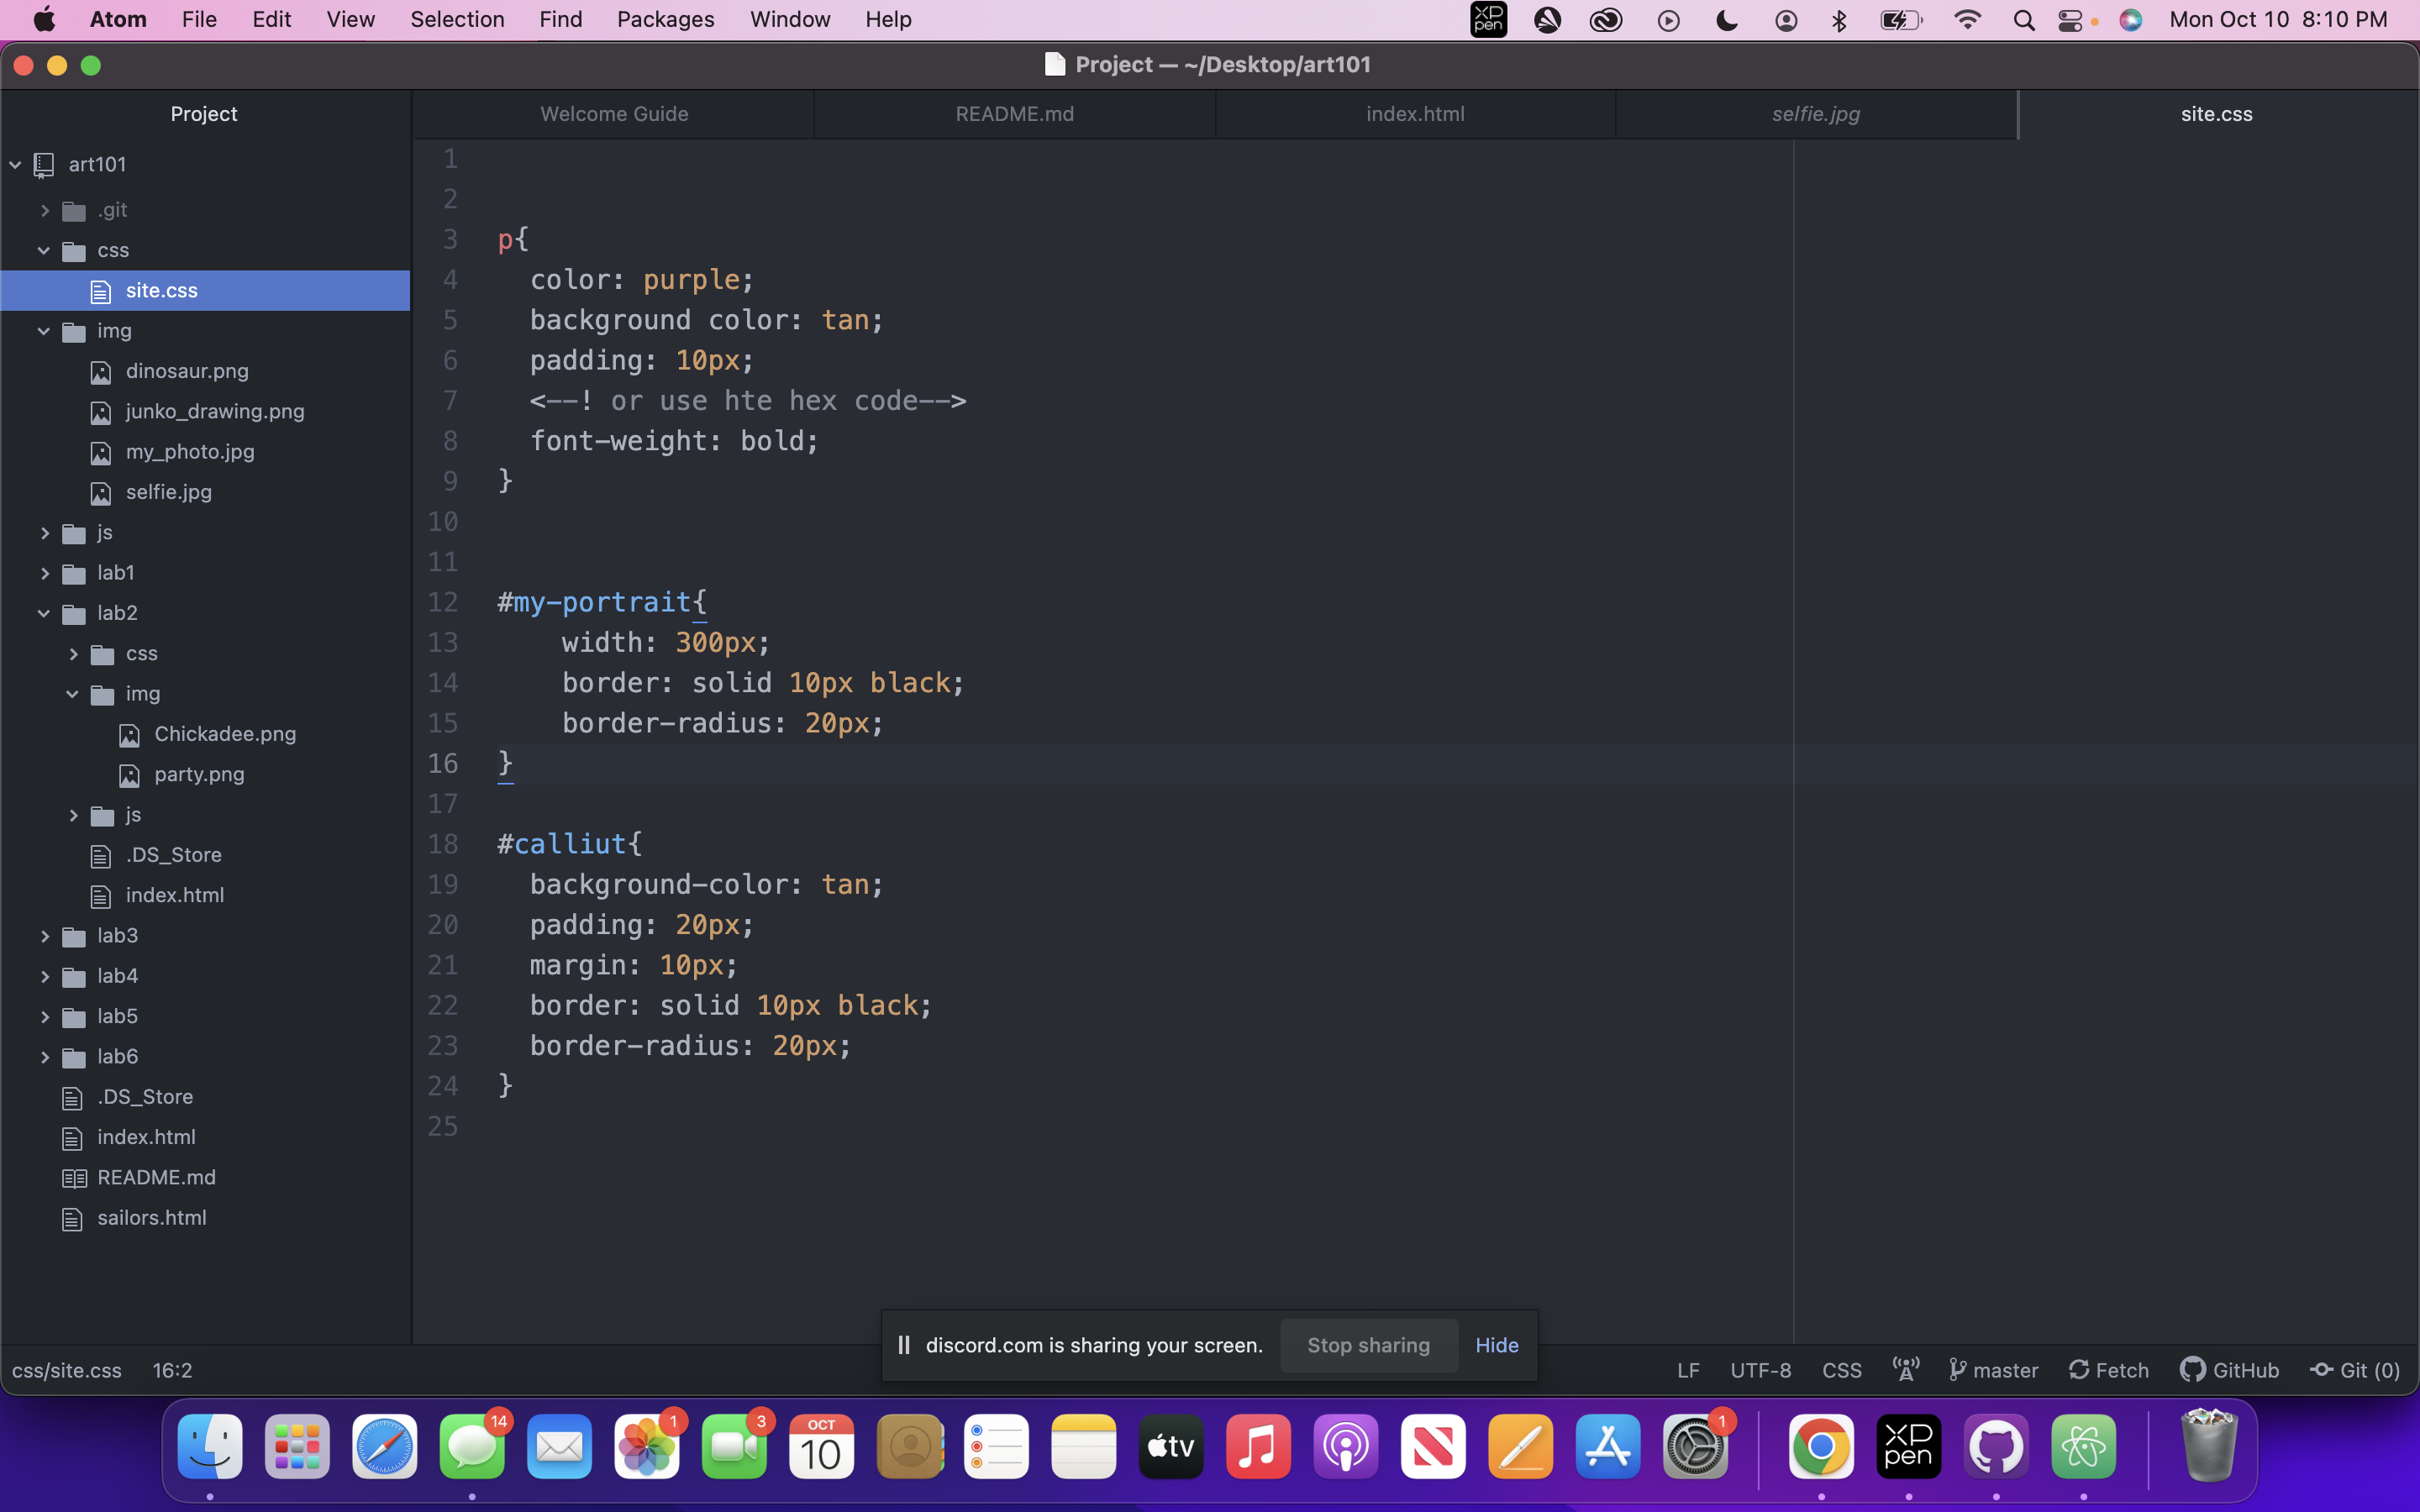 Atom File Edit View Selection Find Packages Window Help XP pen Mon Oct 10 8:10 PM
Project — ~/Desktop/art101
Project Welcome Guide README.md index.html selfie.jpg site.css
art101
.git
css
site.css
img
dinosaur.png
junko_drawing.png
my_photo.jpg
selfie.jpg
js
lab1
lab2
css
img
Chickadee.png
party.png
js
.DS_Store
index.html
lab3
lab4
lab5
lab6
.DS_Store
index.html
README.md
sailors.html
1
2
3 p{
4 color: purple;
5 background color: tan;
6 padding: 10px;
7 <--! or use hte hex code-->
8 font-weight: bold;
9 }
10
11
12 #my-portrait{
13 width: 300px;
14 border: solid 10px black;
15 border-radius: 20px;
16 }
17
18 #calliut{
19 background-color: tan;
20 padding: 20px;
21 margin: 10px;
22 border: solid 10px black;
23 border-radius: 20px;
24 }
25
discord.com is sharing your screen. Stop sharing Hide
css/site.css 16:2 LF UTF-8 CSS master Fetch GitHub Git (0)
14 1 3 OCT 10 tv 1 XP pen